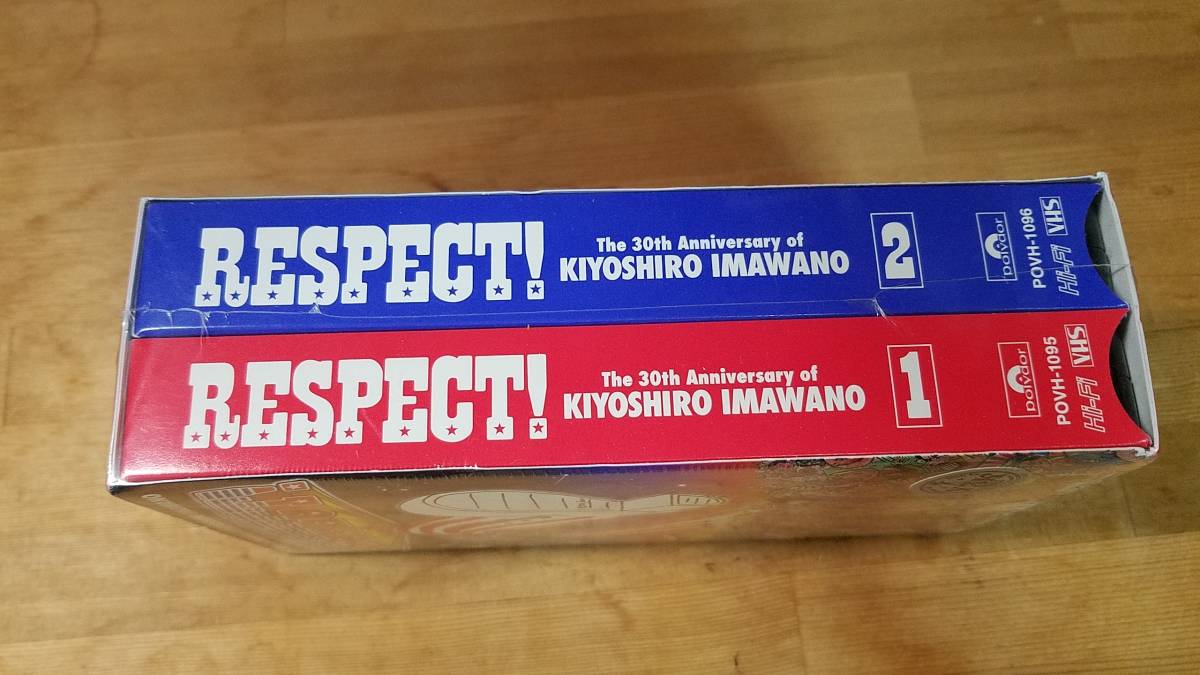 RESPECT!
The 30th Anniversary of
KIYOSHIRO IMAWANO
2
polydor
POVH-1096
Hi-Fi VHS
RESPECT!
The 30th Anniversary of
KIYOSHIRO IMAWANO
1
polydor
POVH-1095
Hi-Fi VHS